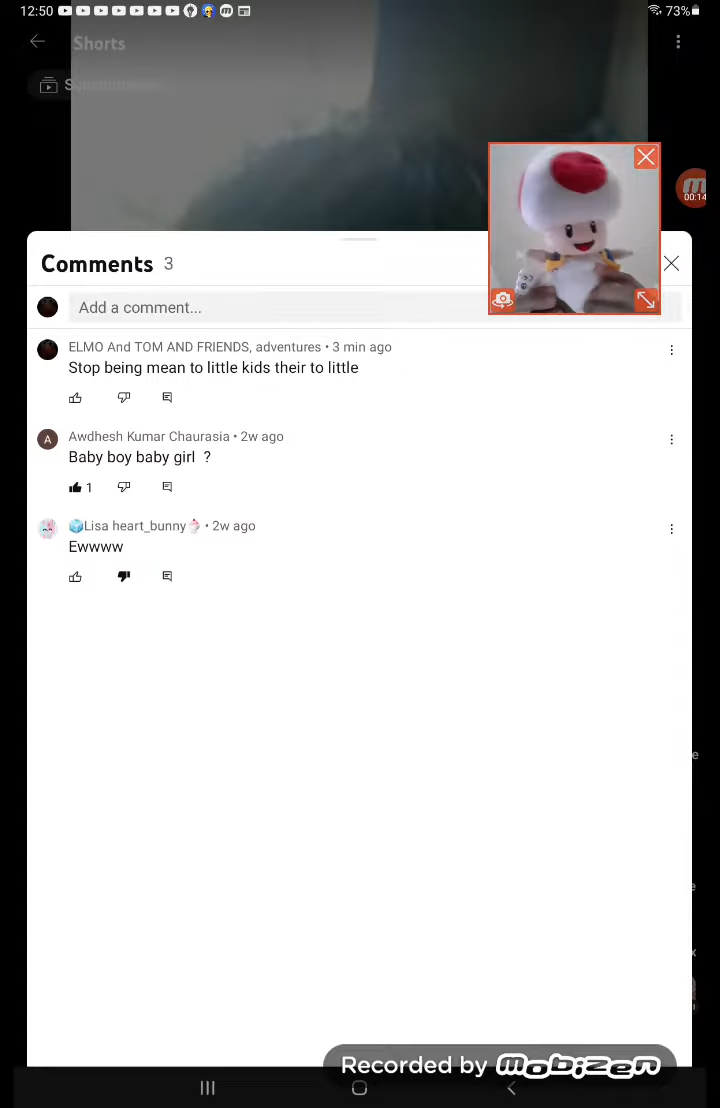 12:50
73%
Shorts
00:14
Comments 3
Add a comment...
ELMO And TOM AND FRIENDS, adventures • 3 min ago
Stop being mean to little kids their to little
A
Awdhesh Kumar Chaurasia • 2w ago
Baby boy baby girl ?
1
Lisa heart_bunny • 2w ago
Ewwww
Recorded by mobizen